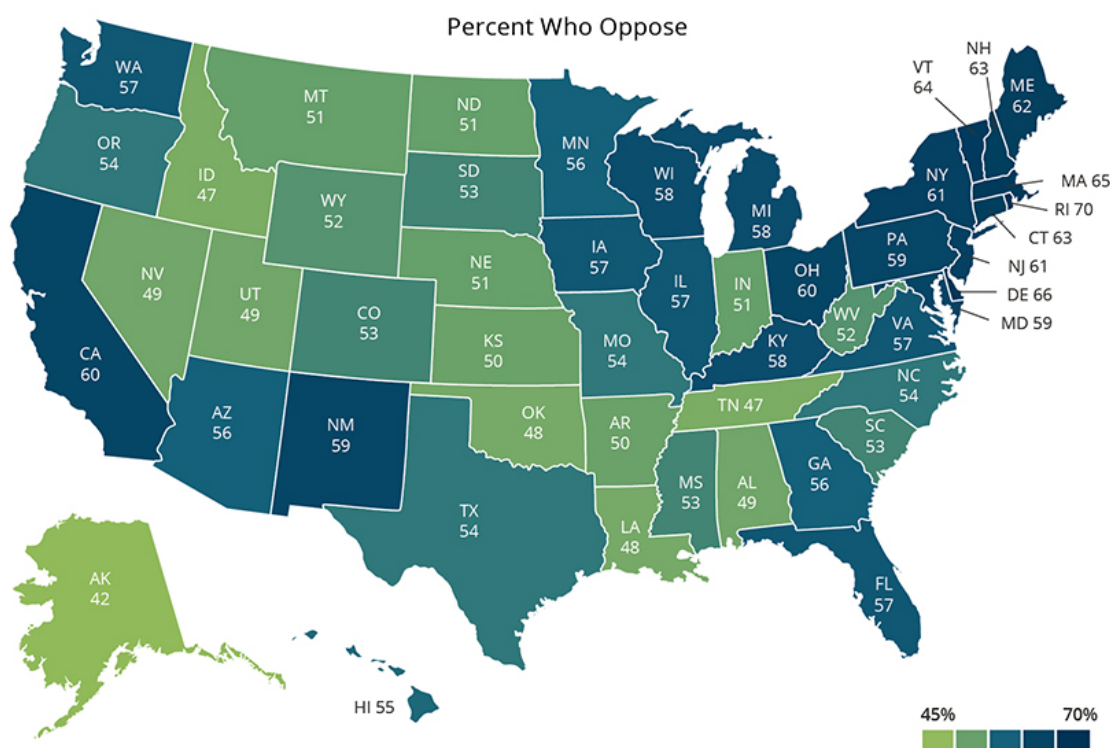 Percent Who Oppose
WA
57
OR
54
CA
60
NV
49
ID
47
MT
51
WY
52
UT
49
AZ
56
CO
53
NM
59
ND
51
SD
53
NE
51
KS
50
OK
48
TX
54
MN
56
IA
57
MO
54
AR
50
LA
48
WI
58
IL
57
MS
53
MI
58
IN
51
OH
60
KY
58
TN 47
AL
49
GA
56
FL
57
SC
53
NC
54
VA
57
WV
52
PA
59
NY
61
VT
64
NH
63
ME
62
MA 65
RI 70
CT 63
NJ 61
DE 66
MD 59
AK
42
HI 55
45%
70%